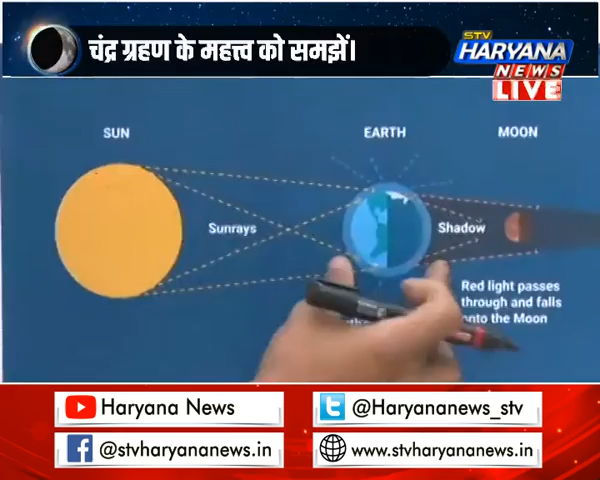 चंद्र ग्रहण के महत्त्व को समझें।
STV
HARYANA
NEWS
LIVE
SUN
EARTH
MOON
Sunrays
Shadow
Red light passes
through and falls
onto the Moon
Haryana News
@Haryananews_stv
@stvharyananews.in
www.stvharyananews.in